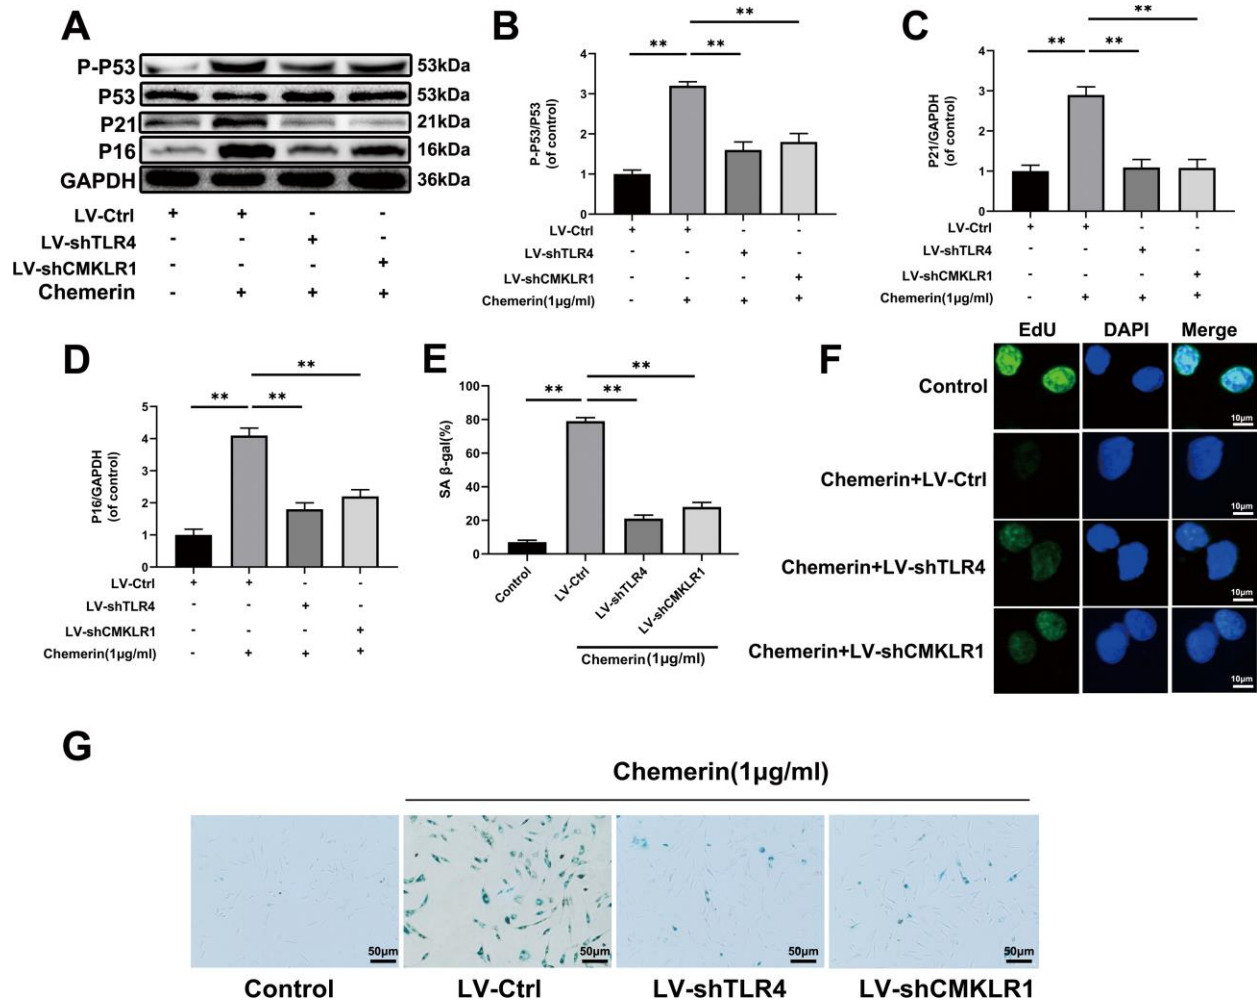 A
P-P53 53kDa
P53 53kDa
P21 21kDa
P16 16kDa
GAPDH 36kDa
LV-Ctrl + + - -
LV-shTLR4 - - + -
LV-shCMKLR1 - - - +
Chemerin - + + +
B
**
** **
P-P53/P53
(of control)
4
3
2
1
0
LV-Ctrl + + - -
LV-shTLR4 - - + -
LV-shCMKLR1 - - - +
Chemerin(1μg/ml) - + + +
C
**
** **
P21/GAPDH
(of control)
4
3
2
1
0
LV-Ctrl + + - -
LV-shTLR4 - - + -
LV-shCMKLR1 - - - +
Chemerin(1μg/ml) - + + +
D
**
** **
P16/GAPDH
(of control)
5
4
3
2
1
0
LV-Ctrl + + - -
LV-shTLR4 - - + -
LV-shCMKLR1 - - - +
Chemerin(1μg/ml) - + + +
E
**
** **
SA β-gal(%)
100
80
60
40
20
0
Control
LV-Ctrl
LV-shTLR4
LV-shCMKLR1
Chemerin(1μg/ml)
F
EdU DAPI Merge
Control
10μm
Chemerin+LV-Ctrl
10μm
Chemerin+LV-shTLR4
10μm
Chemerin+LV-shCMKLR1
10μm
G
Chemerin(1μg/ml)
50μm 50μm 50μm 50μm
Control LV-Ctrl LV-shTLR4 LV-shCMKLR1